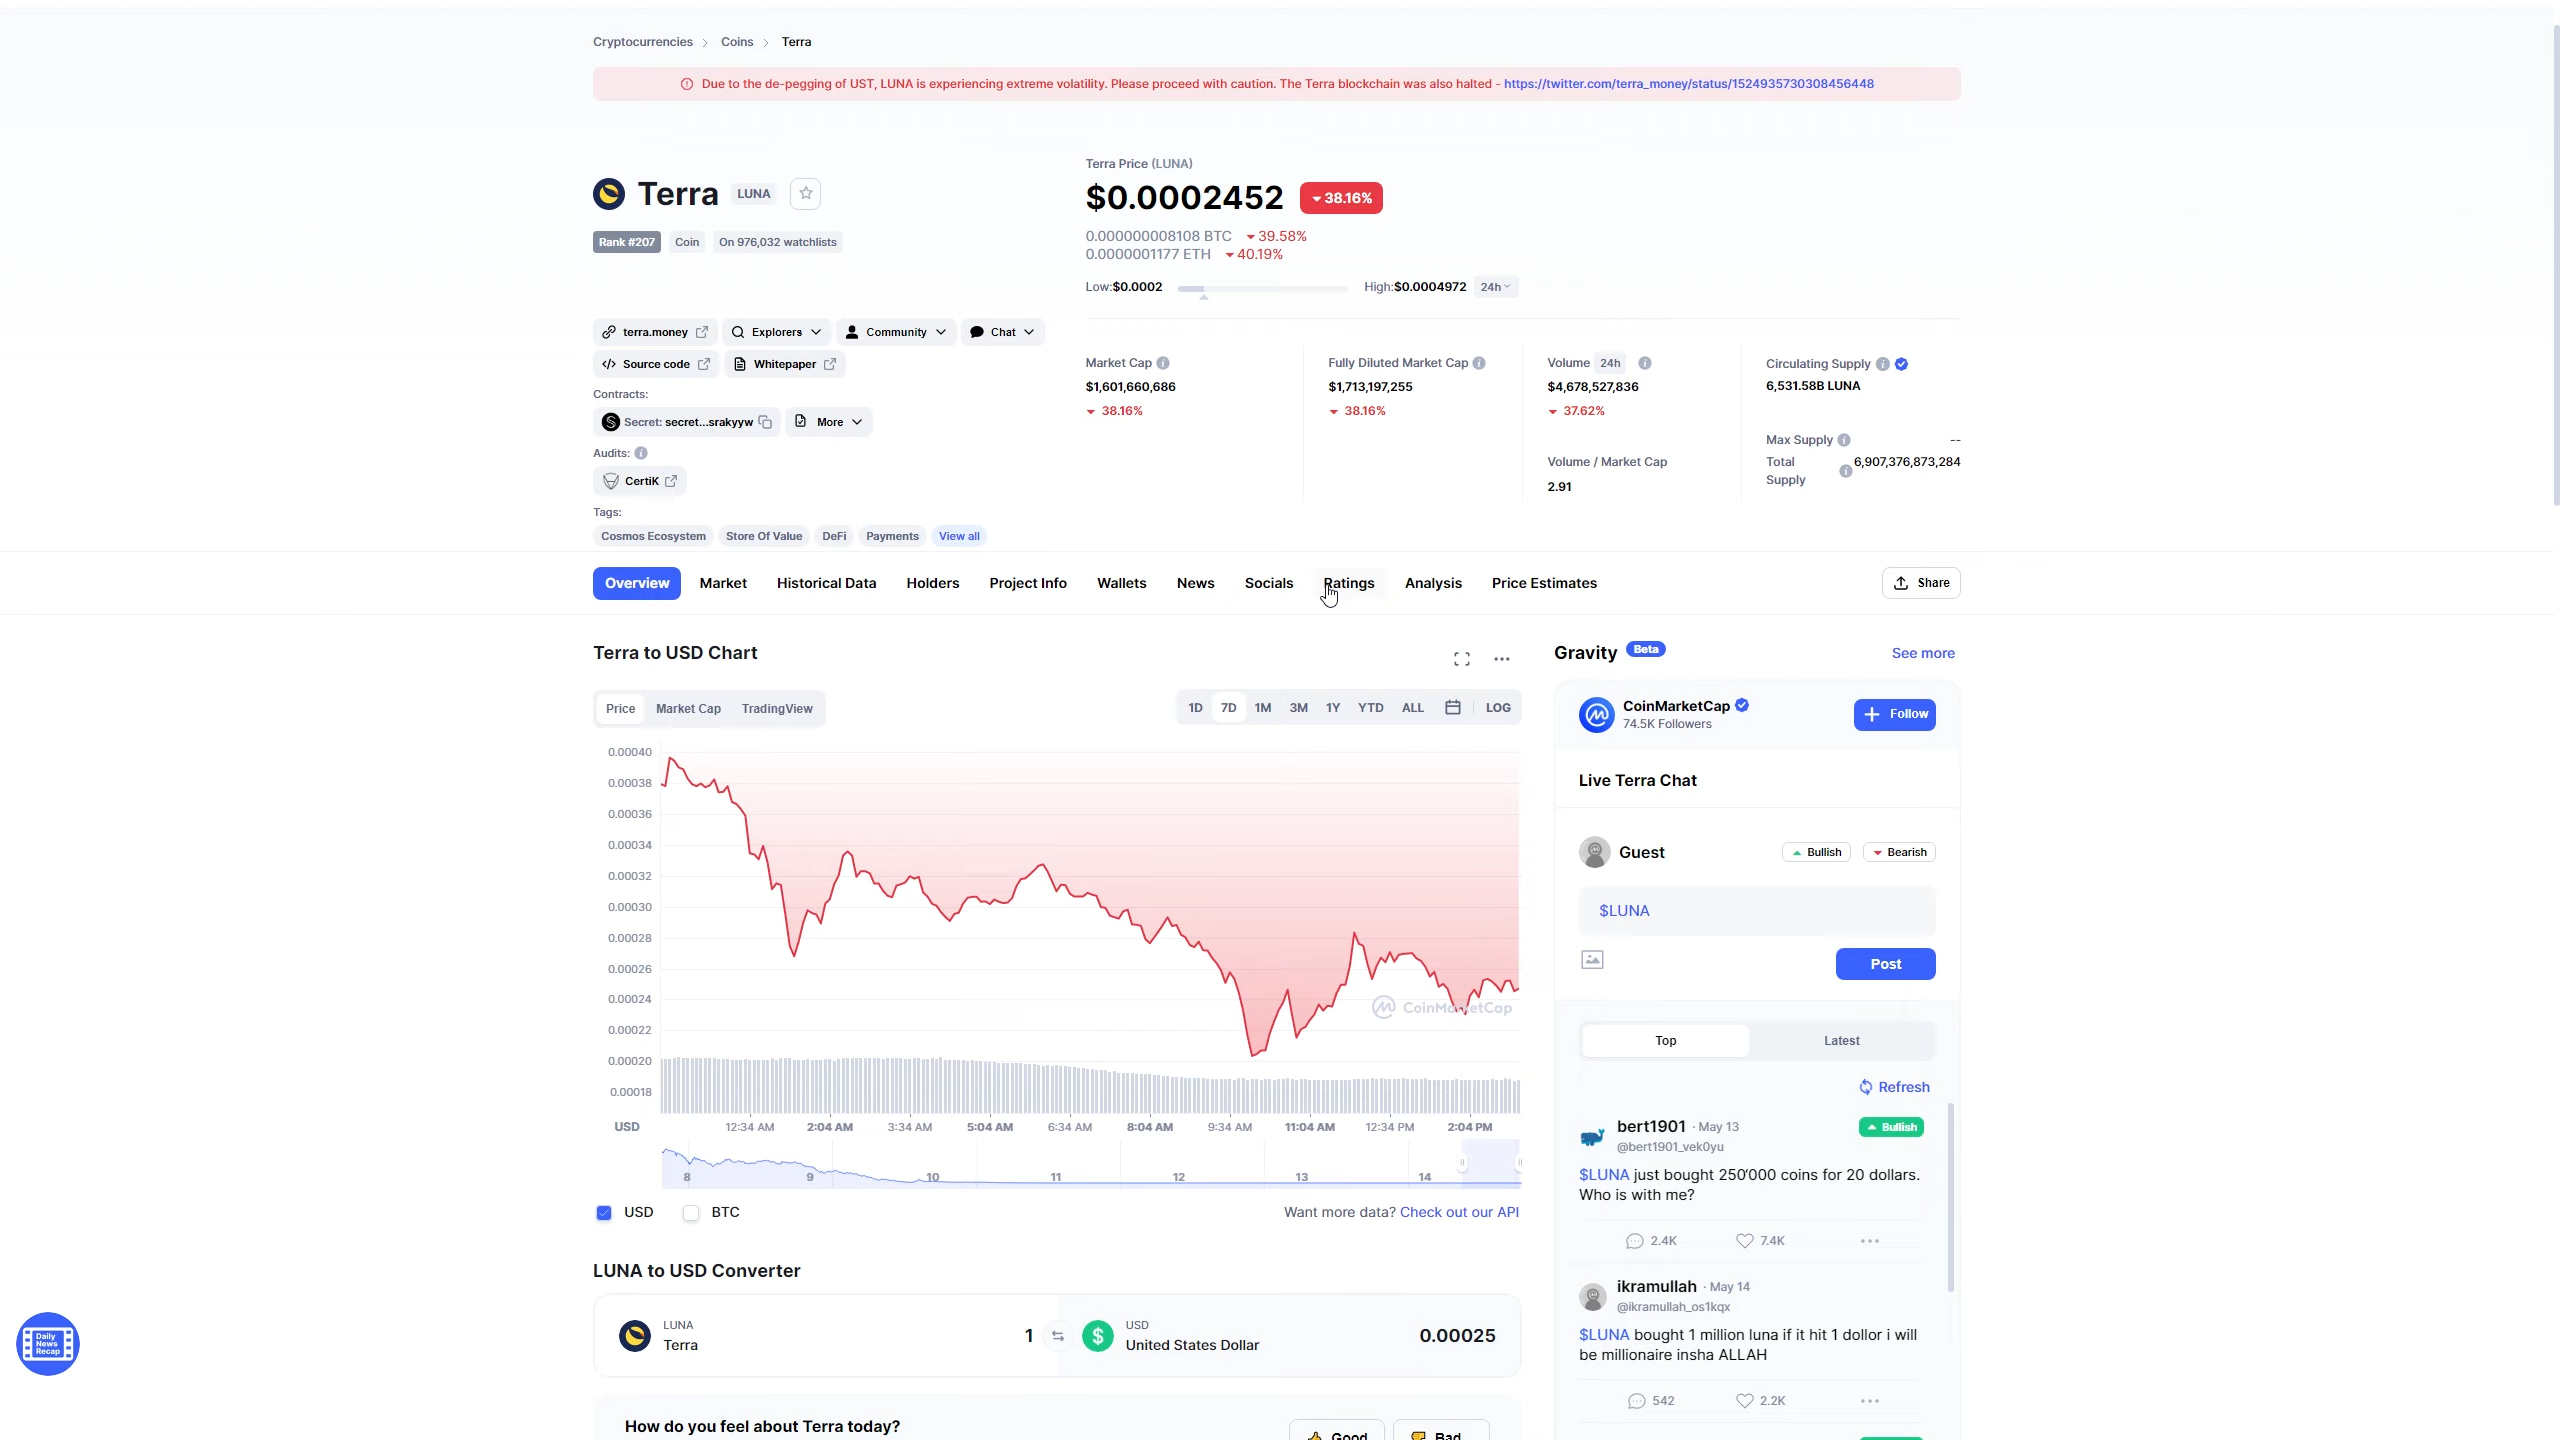 Cryptocurrencies > Coins > Terra
Due to the de-pegging of UST, LUNA is experiencing extreme volatility. Please proceed with caution. The Terra blockchain was also halted - https://twitter.com/terra_money/status/1524935730308456448
Terra LUNA
Rank #207 Coin On 976,032 watchlists
Terra Price (LUNA)
$0.0002452 38.16%
0.000000008108 BTC 39.58%
0.0000001177 ETH 40.19%
Low:$0.0002 High:$0.0004972 24h
terra.money Explorers Community Chat
Source code Whitepaper
Contracts:
Secret: secret...srakyyw More
Audits:
CertiK
Tags:
Cosmos Ecosystem Store Of Value DeFi Payments View all
Market Cap
$1,601,660,686
38.16%
Fully Diluted Market Cap
$1,713,197,255
38.16%
Volume 24h
$4,678,527,836
37.62%
Volume / Market Cap
2.91
Circulating Supply
6,531.58B LUNA
Max Supply --
Total Supply 6,907,376,873,284
Overview Market Historical Data Holders Project Info Wallets News Socials Ratings Analysis Price Estimates Share
Terra to USD Chart
Price Market Cap TradingView
1D 7D 1M 3M 1Y YTD ALL LOG
0.00040
0.00038
0.00036
0.00034
0.00032
0.00030
0.00028
0.00026
0.00024
0.00022
0.00020
0.00018
CoinMarketCap
USD 12:34 AM 2:04 AM 3:34 AM 5:04 AM 6:34 AM 8:04 AM 9:34 AM 11:04 AM 12:34 PM 2:04 PM
8 9 10 11 12 13 14
USD BTC
Want more data? Check out our API
LUNA to USD Converter
LUNA
Terra
1
USD
United States Dollar
0.00025
How do you feel about Terra today?
Good Bad
Gravity Beta See more
CoinMarketCap
74.5K Followers
+ Follow
Live Terra Chat
Guest Bullish Bearish
$LUNA
Post
Top Latest
Refresh
bert1901 · May 13 Bullish
@bert1901_vek0yu
$LUNA just bought 250'000 coins for 20 dollars.
Who is with me?
2.4K 7.4K
ikramullah · May 14
@ikramullah_os1kqx
$LUNA bought 1 million luna if it hit 1 dollor i will
be millionaire insha ALLAH
542 2.2K
Daily
News
Recap